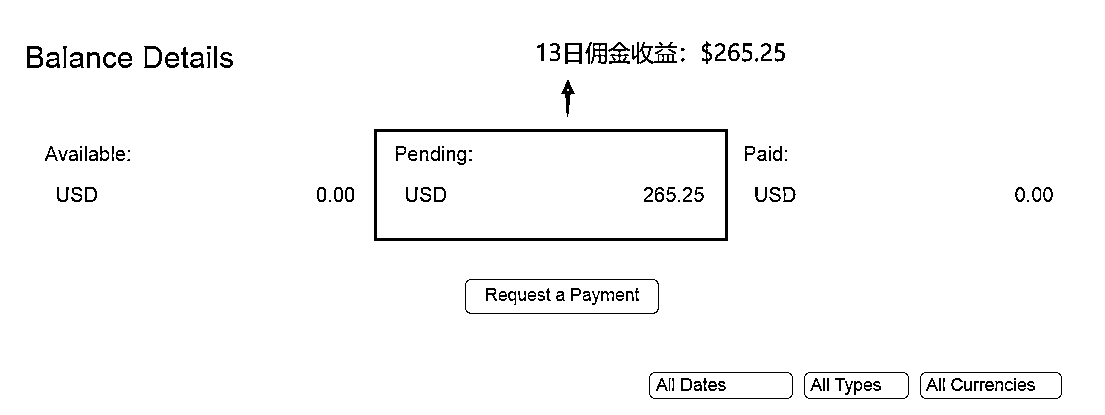 Balance Details
13日佣金收益：$265.25
Available:
Pending:
Paid:
USD 0.00
USD 265.25
USD 0.00
Request a Payment
All Dates
All Types
All Currencies